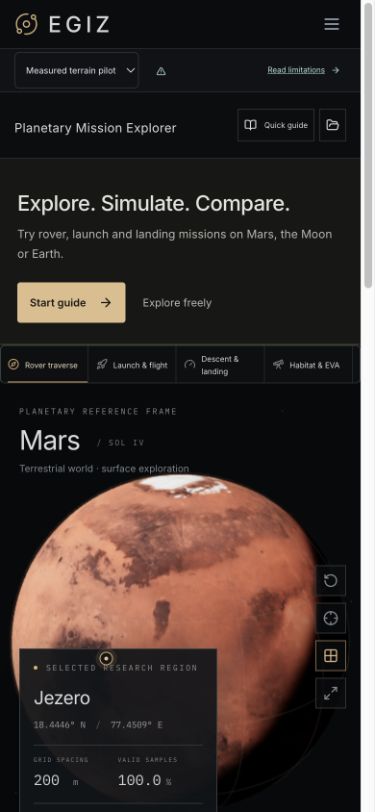 EGIZ
Measured terrain pilot
Read limitations →
Planetary Mission Explorer
Quick guide
Explore. Simulate. Compare.
Try rover, launch and landing missions on Mars, the Moon
or Earth.
Start guide →
Explore freely
Rover traverse
Launch & flight
Descent &
landing
Habitat & EVA
PLANETARY REFERENCE FRAME
Mars / SOL IV
Terrestrial world · surface exploration
SELECTED RESEARCH REGION
Jezero
18.4446° N / 77.4509° E
GRID SPACING
VALID SAMPLES
200 m
100.0 %